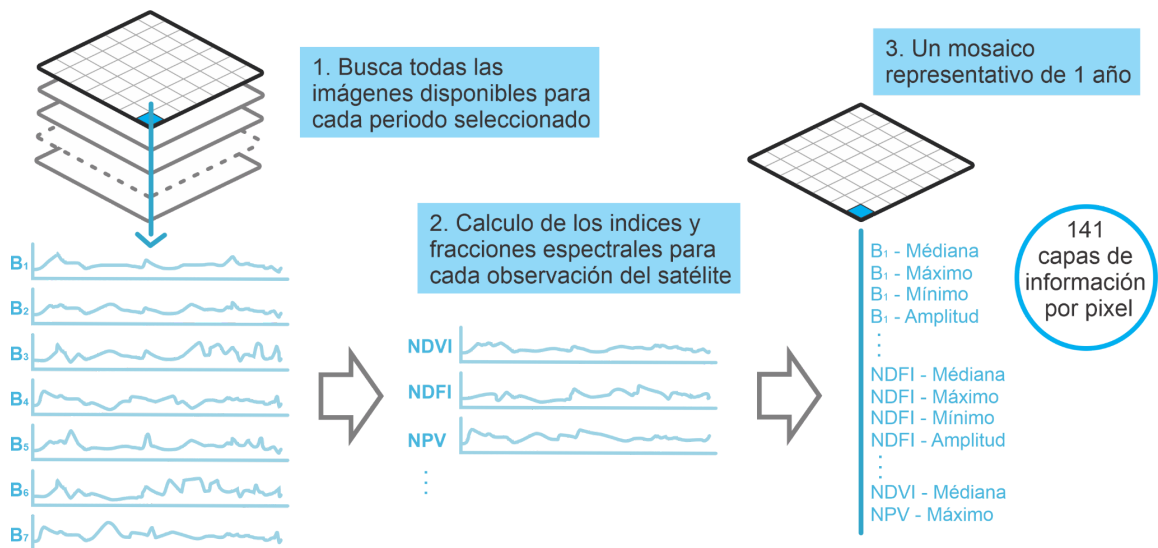 1. Busca todas las
imágenes disponibles para
cada periodo seleccionado
B1
B2
B3
B4
B5
B6
B7
2. Calculo de los indices y
fracciones espectrales para
cada observación del satélite
NDVI
NDFI
NPV
3. Un mosaico
representativo de 1 año
B1 - Médiana
B1 - Máximo
B1 - Mínimo
B1 - Amplitud
NDFI - Médiana
NDFI - Máximo
NDFI - Mínimo
NDFI - Amplitud
NDVI - Médiana
NPV - Máximo
141
capas de
información
por pixel